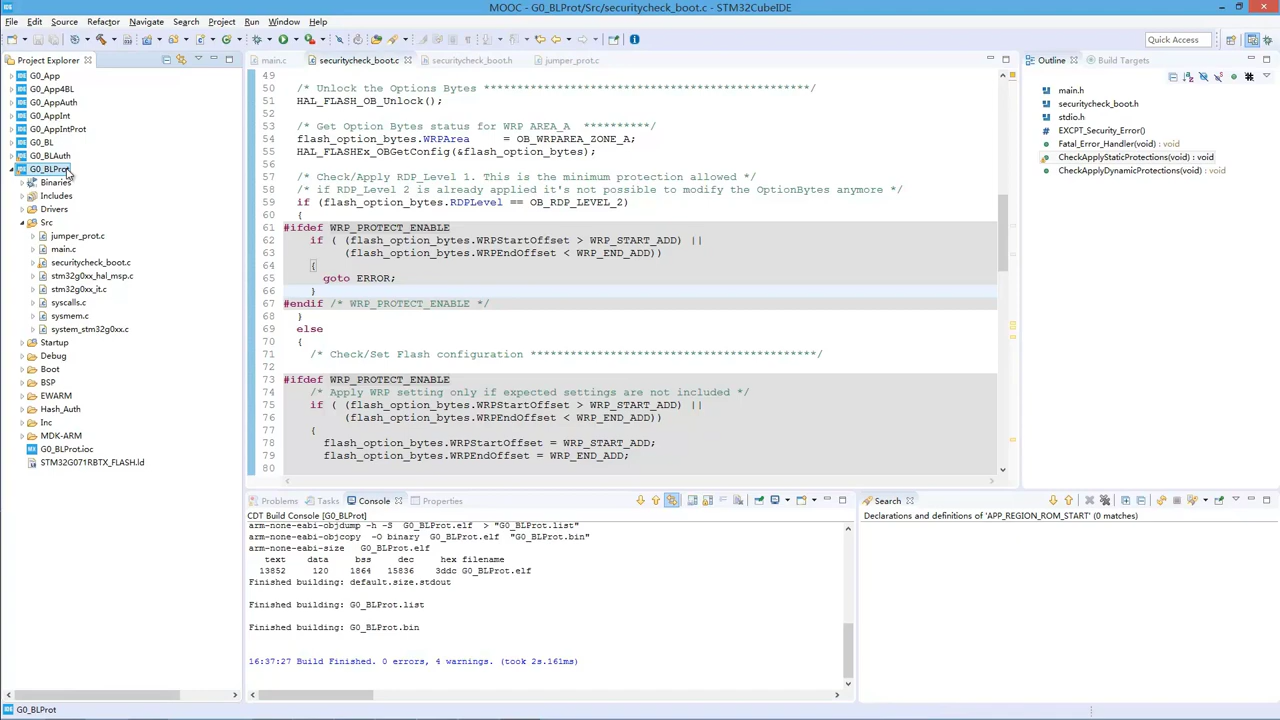 MOOC - G0_BLProt/Src/securitycheck_boot.c - STM32CubeIDE
File Edit Source Refactor Navigate Search Project Run Window Help
Quick Access
Project Explorer
G0_App
G0_App4BL
G0_AppAuth
G0_AppInt
G0_AppIntProt
G0_BL
G0_BLAuth
G0_BLProt
Binaries
Includes
Drivers
Src
jumper_prot.c
main.c
securitycheck_boot.c
stm32g0xx_hal_msp.c
stm32g0xx_it.c
syscalls.c
sysmem.c
system_stm32g0xx.c
Startup
Debug
Boot
BSP
EWARM
Hash_Auth
Inc
MDK-ARM
G0_BLProt.ioc
STM32G071RBTX_FLASH.ld
main.c securitycheck_boot.c securitycheck_boot.h jumper_prot.c
49
50 /* Unlock the Options Bytes *************************************************/
51 HAL_FLASH_OB_Unlock();
52
53 /* Get Option Bytes status for WRP AREA_A **********/
54 flash_option_bytes.WRPArea = OB_WRPAREA_ZONE_A;
55 HAL_FLASHEx_OBGetConfig(&flash_option_bytes);
56
57 /* Check/Apply RDP_Level 1. This is the minimum protection allowed */
58 /* if RDP_Level 2 is already applied it's not possible to modify the OptionBytes anymore */
59 if (flash_option_bytes.RDPLevel == OB_RDP_LEVEL_2)
60 {
61 #ifdef WRP_PROTECT_ENABLE
62 if ( (flash_option_bytes.WRPStartOffset > WRP_START_ADD) ||
63 (flash_option_bytes.WRPEndOffset < WRP_END_ADD))
64 {
65 goto ERROR;
66 }
67 #endif /* WRP_PROTECT_ENABLE */
68 }
69 else
70 {
71 /* Check/Set Flash configuration *******************************************/
72
73 #ifdef WRP_PROTECT_ENABLE
74 /* Apply WRP setting only if expected settings are not included */
75 if ( (flash_option_bytes.WRPStartOffset > WRP_START_ADD) ||
76 (flash_option_bytes.WRPEndOffset < WRP_END_ADD))
77 {
78 flash_option_bytes.WRPStartOffset = WRP_START_ADD;
79 flash_option_bytes.WRPEndOffset = WRP_END_ADD;
80
Outline Build Targets
main.h
securitycheck_boot.h
stdio.h
EXCPT_Security_Error()
Fatal_Error_Handler(void) : void
CheckApplyStaticProtections(void) : void
CheckApplyDynamicProtections(void) : void
Problems Tasks Console Properties
CDT Build Console [G0_BLProt]
arm-none-eabi-objdump -h -S G0_BLProt.elf > "G0_BLProt.list"
arm-none-eabi-objcopy -O binary G0_BLProt.elf "G0_BLProt.bin"
arm-none-eabi-size G0_BLProt.elf
text data bss dec hex filename
13852 120 1864 15836 3ddc G0_BLProt.elf
Finished building: default.size.stdout
Finished building: G0_BLProt.list
Finished building: G0_BLProt.bin
16:37:27 Build Finished. 0 errors, 4 warnings. (took 2s.161ms)
Search
Declarations and definitions of 'APP_REGION_ROM_START' (0 matches)
G0_BLProt